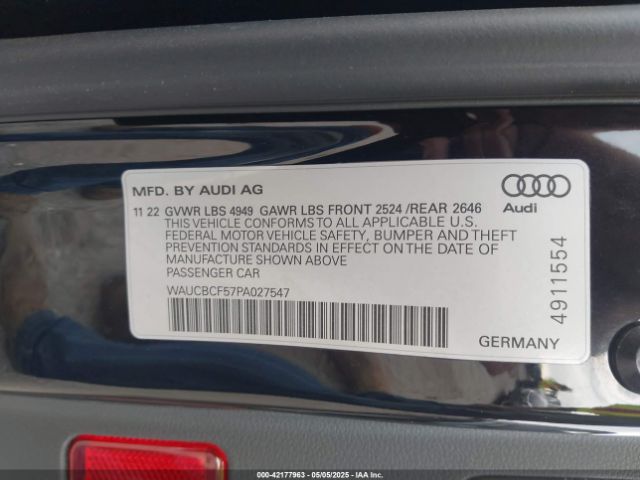 MFD. BY AUDI AG
11 22 GVWR LBS 4949 GAWR LBS FRONT 2524 /REAR 2646
THIS VEHICLE CONFORMS TO ALL APPLICABLE U.S.
FEDERAL MOTOR VEHICLE SAFETY, BUMPER AND THEFT
PREVENTION STANDARDS IN EFFECT ON THE DATE OF
MANUFACTURE SHOWN ABOVE
PASSENGER CAR
WAUCBCF57PA027547
Audi
4911554
GERMANY
000-42177963 - 05/05/2025 - IAAI.COM